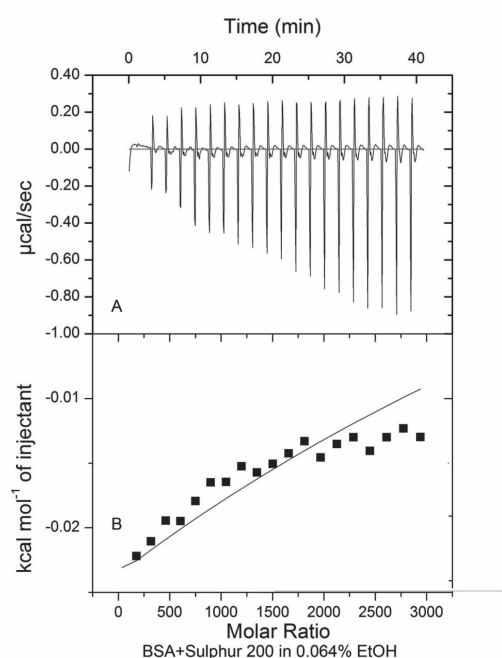 Time (min)
0 10 20 30 40
0.40
0.20
0.00
-0.20
-0.40
-0.60
-0.80
-1.00
µcal/sec
A
-0.01
-0.02
kcal mol⁻¹ of injectant
B
0 500 1000 1500 2000 2500 3000
Molar Ratio
BSA+Sulphur 200 in 0.064% EtOH